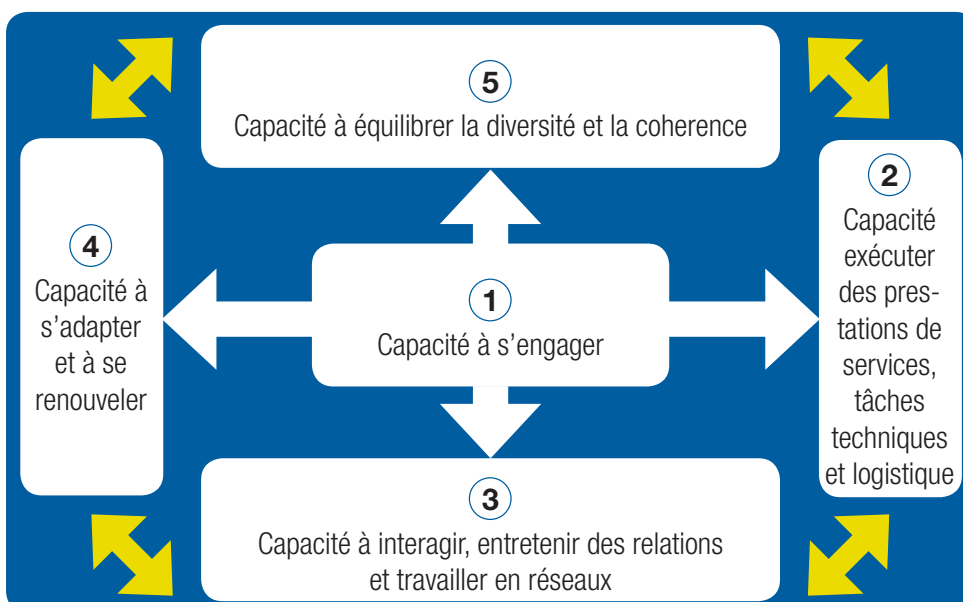 5
Capacité à équilibrer la diversité et la coherence
4
Capacité à
s'adapter
et à se
renouveler
1
Capacité à s'engager
2
Capacité
exécuter
des pres-
tations de
services,
tâches
techniques
et logistique
3
Capacité à interagir, entretenir des relations
et travailler en réseaux